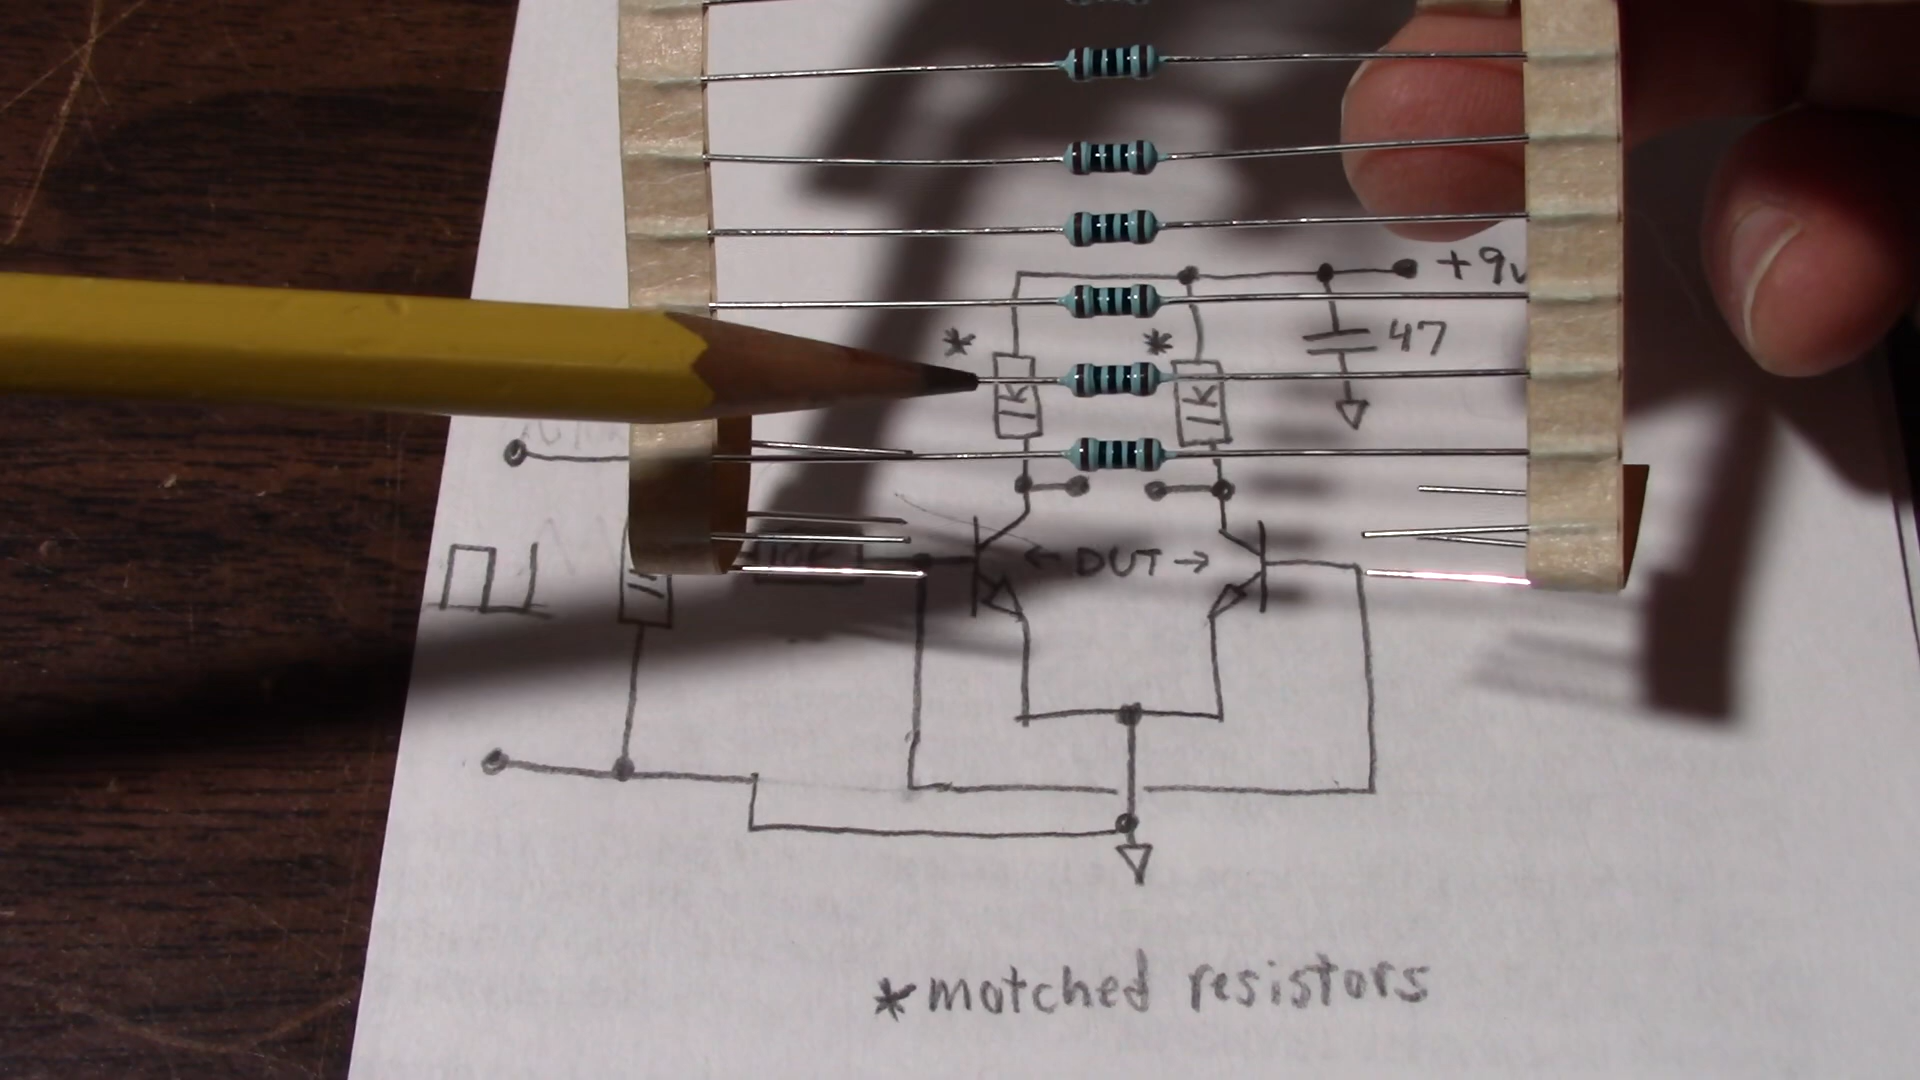 +9v
* *
47
1k 1k
← DUT →
*matched resistors